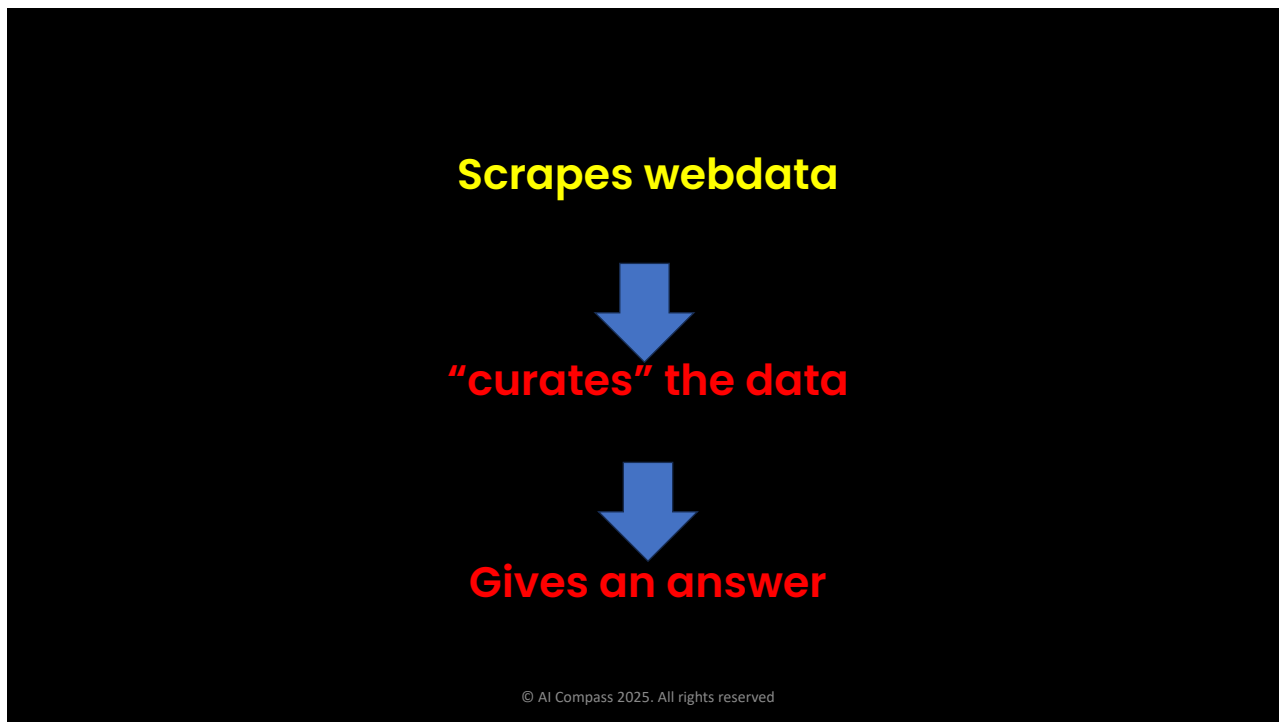 Scrapes webdata
“curates” the data
Gives an answer
© AI Compass 2025. All rights reserved